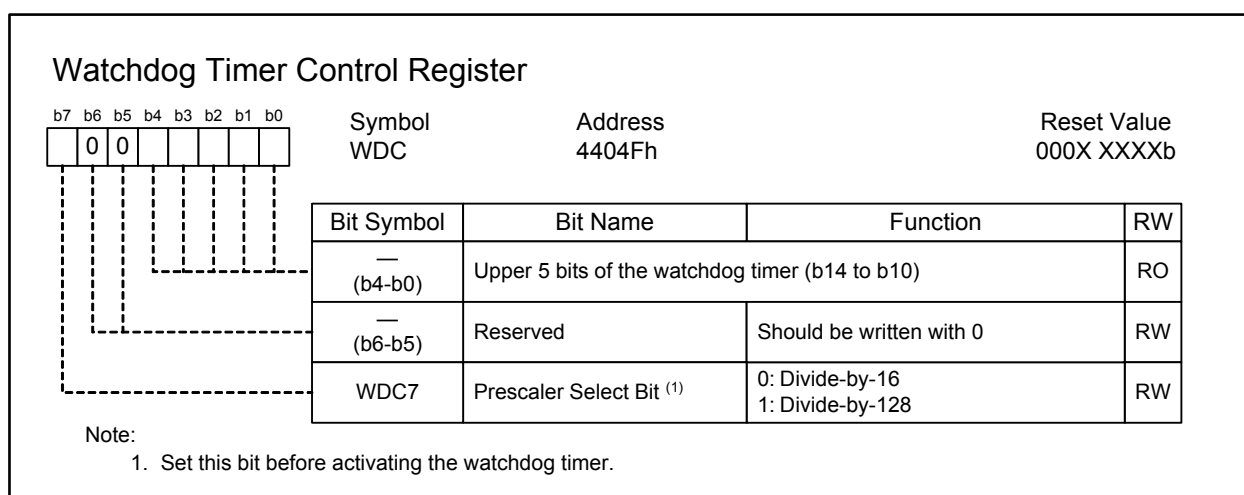 Watchdog Timer Control Register
b7 b6 b5 b4 b3 b2 b1 b0
0 0
Symbol Address Reset Value
WDC 4404Fh 000X XXXXb
Bit Symbol Bit Name Function RW
—
(b4-b0) Upper 5 bits of the watchdog timer (b14 to b10) RO
—
(b6-b5) Reserved Should be written with 0 RW
WDC7 Prescaler Select Bit (1) 0: Divide-by-16
1: Divide-by-128 RW
Note:
1. Set this bit before activating the watchdog timer.